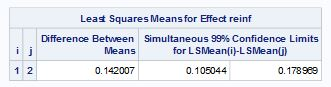 Least Squares Means for Effect reinf
i j Difference Between Means Simultaneous 99% Confidence Limits for LSMean(i)-LSMean(j)
1 2 0.142007 0.105044 0.178969